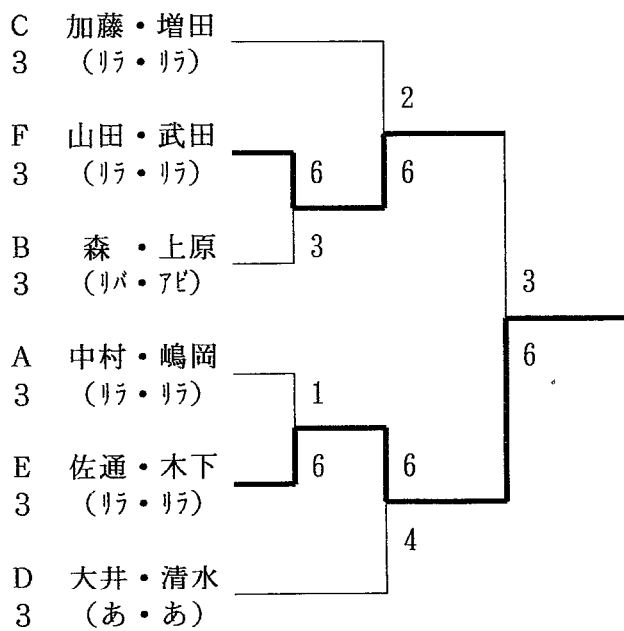 C 加藤・増田
3 (リラ・リラ)
2
F 山田・武田
3 (リラ・リラ)
6 6
B 森・上原
3
3 (リバ・アビ)
3
A 中村・嶋岡
6
3 (リラ・リラ)
1
E 佐通・木下
6 6
3 (リラ・リラ)
4
D 大井・清水
3 (あ・あ)